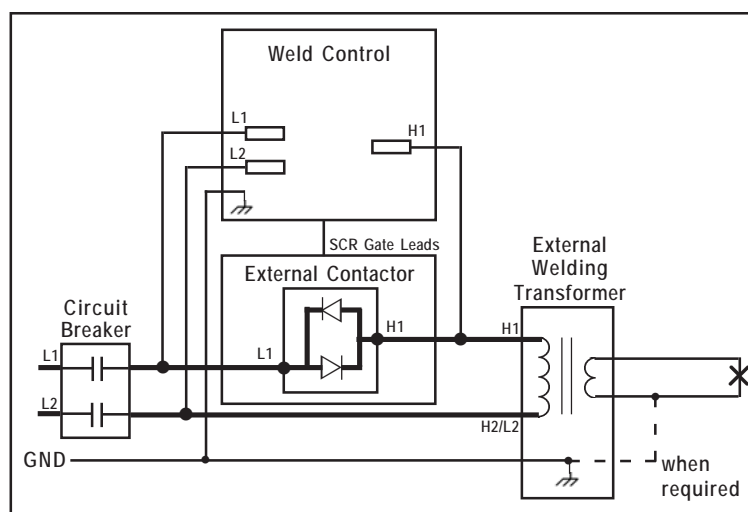 Weld Control
L1
H1
L2
SCR Gate Leads
External Contactor
External
Welding
Transformer
Circuit
Breaker
H1
H1
L1
L1
L2
H2/L2
GND
when
required